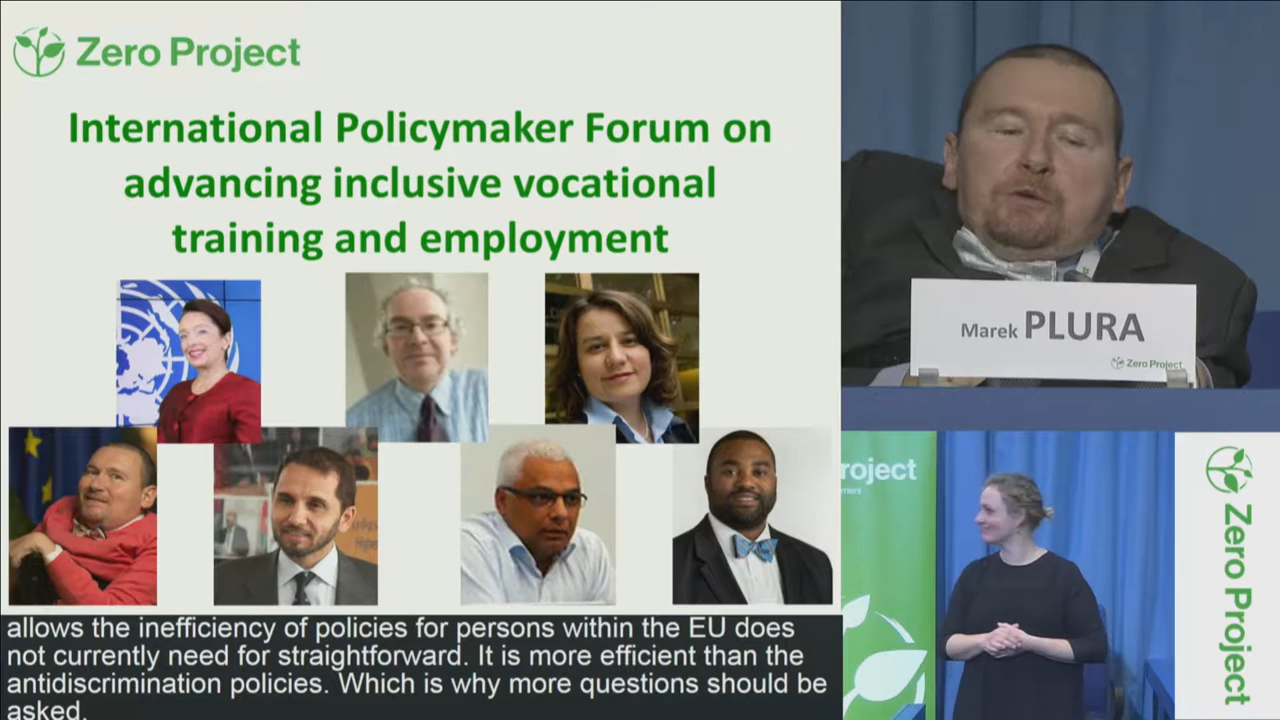 Zero Project
International Policymaker Forum on
advancing inclusive vocational
training and employment
allows the inefficiency of policies for persons within the EU does
not currently need for straightforward. It is more efficient than the
antidiscrimination policies. Which is why more questions should be
asked.
Marek PLURA
Zero Project
roject
Zero Project